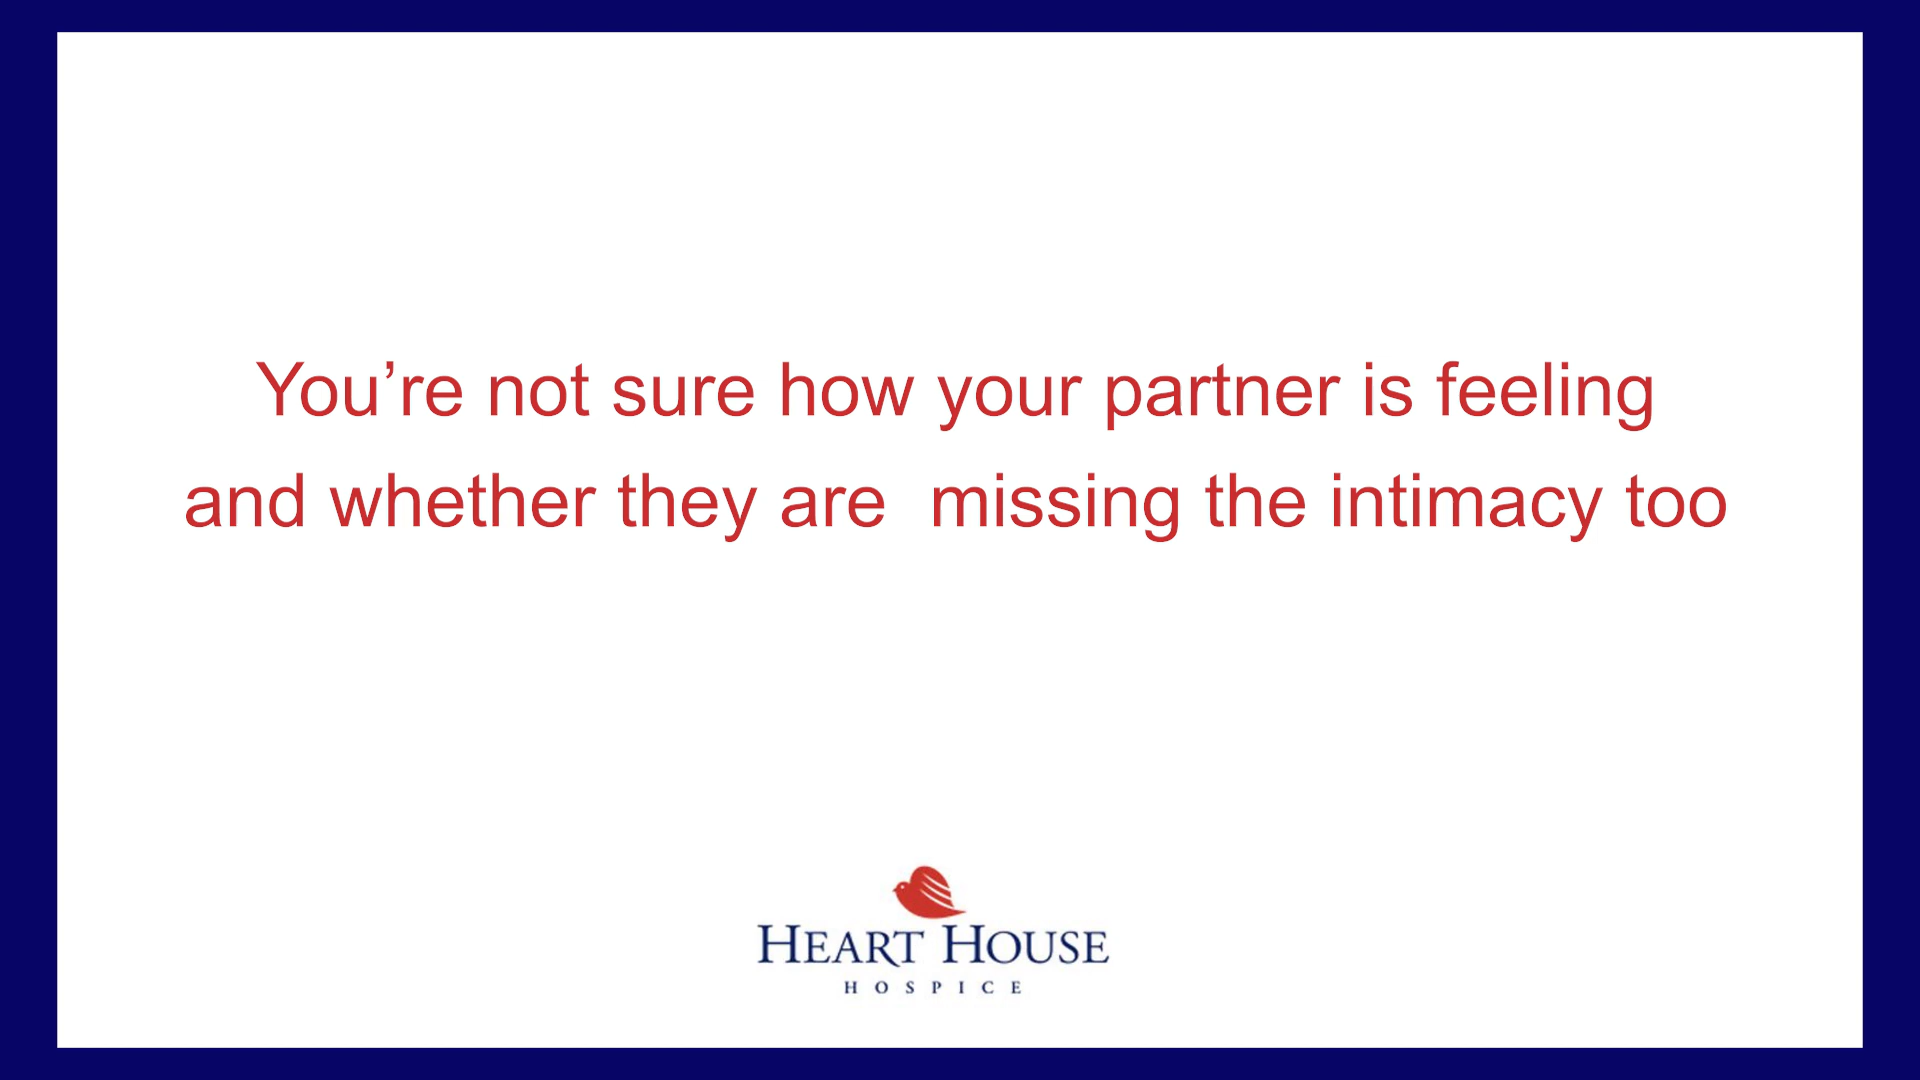 You’re not sure how your partner is feeling
and whether they are  missing the intimacy too
HEART HOUSE
HOSPICE